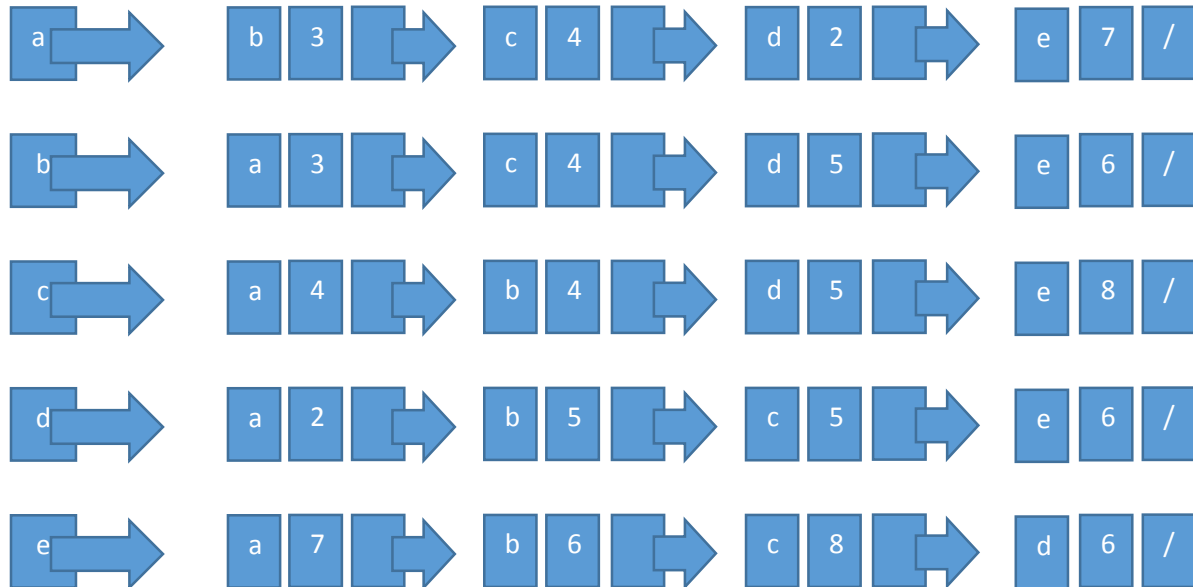 a b 3 c 4 d 2 e 7 /
b a 3 c 4 d 5 e 6 /
c a 4 b 4 d 5 e 8 /
d a 2 b 5 c 5 e 6 /
e a 7 b 6 c 8 d 6 /